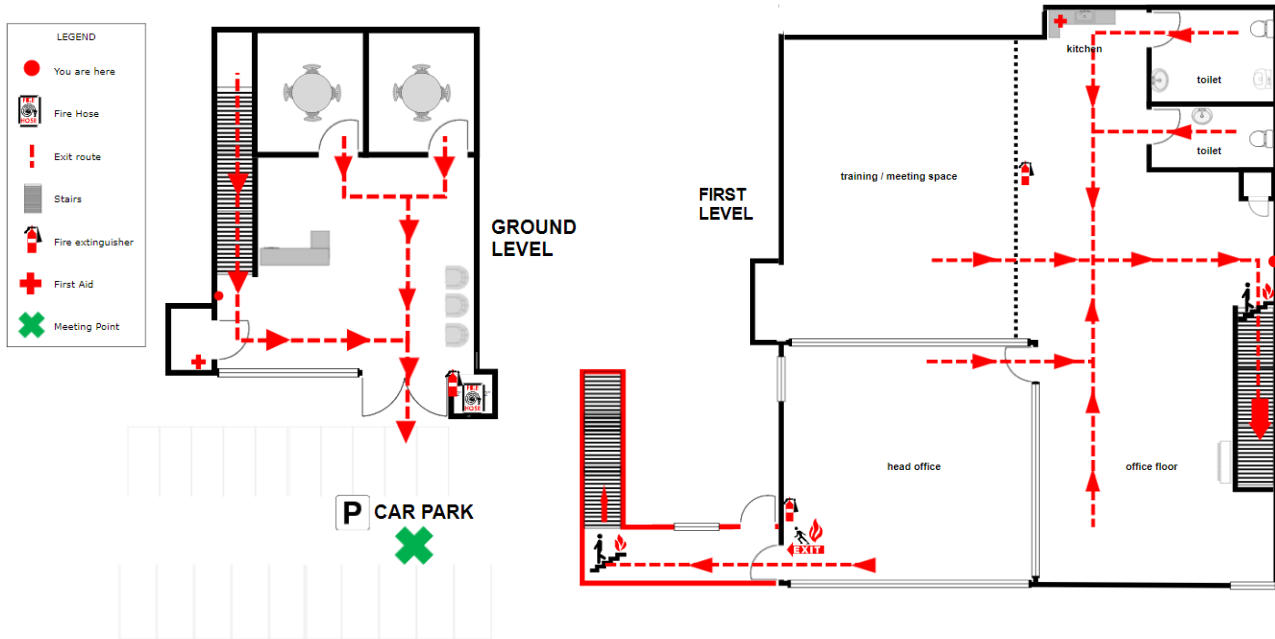 LEGEND
You are here
FIRE
HOSE
Fire Hose
Exit route
Stairs
Fire extinguisher
First Aid
Meeting Point
GROUND
LEVEL
FIRE
HOSE
P CAR PARK
FIRST
LEVEL
kitchen
toilet
toilet
training / meeting space
head office
office floor
EXIT